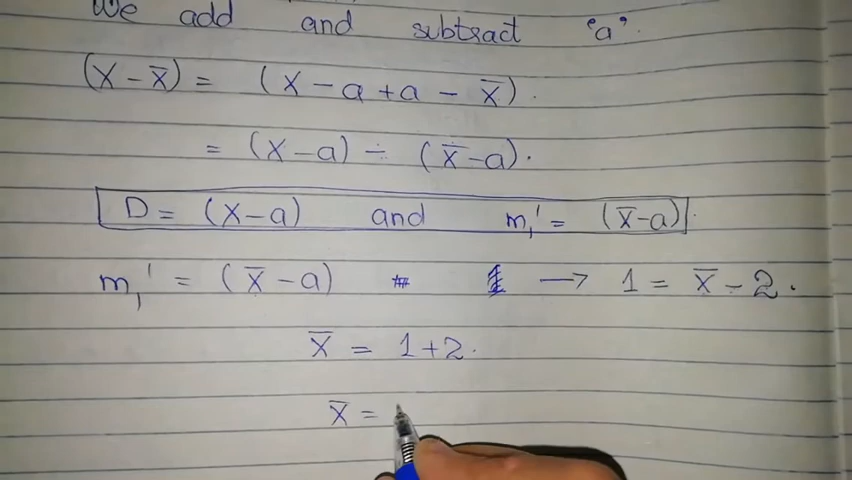 We add and subtract "a".
(X - X̄) = (X - a + a - X̄).
= (X - a) - (X̄ - a).
D = (X - a) and m₁' = (X̄ - a).
m₁' = (X̄ - a) → 1 = X̄ - 2.
X̄ = 1 + 2.
X̄ =